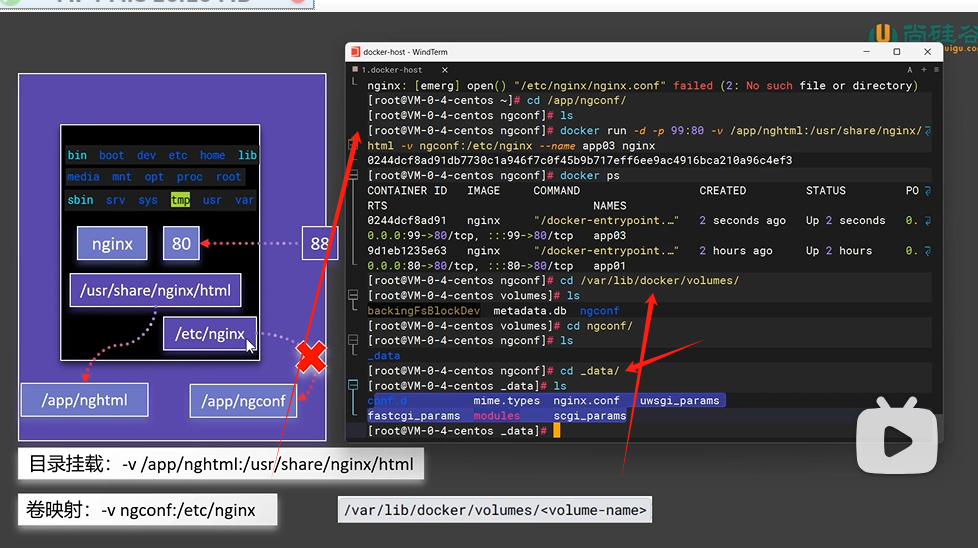 尚硅谷
docker-host - WindTerm
1.docker-host
nginx: [emerg] open() "/etc/nginx/nginx.conf" failed (2: No such file or directory)
[root@VM-0-4-centos ~]# cd /app/ngconf/
[root@VM-0-4-centos ngconf]# ls
[root@VM-0-4-centos ngconf]# docker run -d -p 99:80 -v /app/nghtml:/usr/share/nginx/
html -v ngconf:/etc/nginx --name app03 nginx
0244dcf8ad91db7730c1a946f7c0f45b9b717eff6ee9ac4916bca210a96c4ef3
[root@VM-0-4-centos ngconf]# docker ps
CONTAINER ID IMAGE COMMAND CREATED STATUS PO
RTS NAMES
0244dcf8ad91 nginx "/docker-entrypoint.…" 2 seconds ago Up 2 seconds 0.
0.0.0:99->80/tcp, :::99->80/tcp app03
9d1eb1235e63 nginx "/docker-entrypoint.…" 2 hours ago Up 2 hours 0.
0.0.0:80->80/tcp, :::80->80/tcp app01
[root@VM-0-4-centos ngconf]# cd /var/lib/docker/volumes/
[root@VM-0-4-centos volumes]# ls
backingFsBlockDev metadata.db ngconf
[root@VM-0-4-centos volumes]# cd ngconf/
[root@VM-0-4-centos ngconf]# ls
_data
[root@VM-0-4-centos ngconf]# cd _data/
[root@VM-0-4-centos _data]# ls
conf.d mime.types nginx.conf uwsgi_params
fastcgi_params modules scgi_params
[root@VM-0-4-centos _data]#
bin boot dev etc home lib
media mnt opt proc root
sbin srv sys tmp usr var
nginx 80 88
/usr/share/nginx/html
/etc/nginx
/app/nghtml /app/ngconf
目录挂载：-v /app/nghtml:/usr/share/nginx/html
卷映射：-v ngconf:/etc/nginx
/var/lib/docker/volumes/<volume-name>